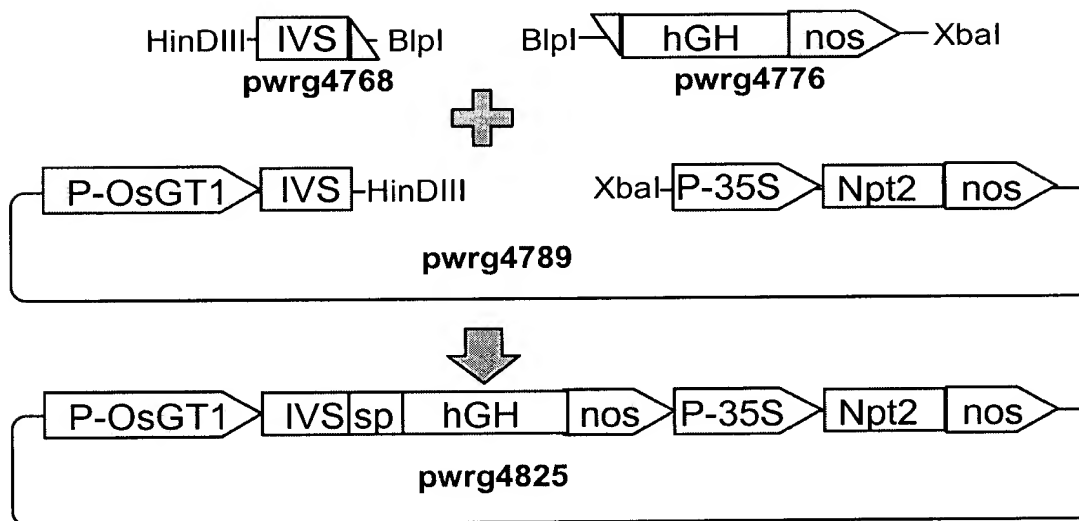 HinDIII IVS BlpI BlpI hGH nos XbaI
pwrg4768 pwrg4776
P-OsGT1 IVS HinDIII XbaI P-35S Npt2 nos
pwrg4789
P-OsGT1 IVS sp hGH nos P-35S Npt2 nos
pwrg4825